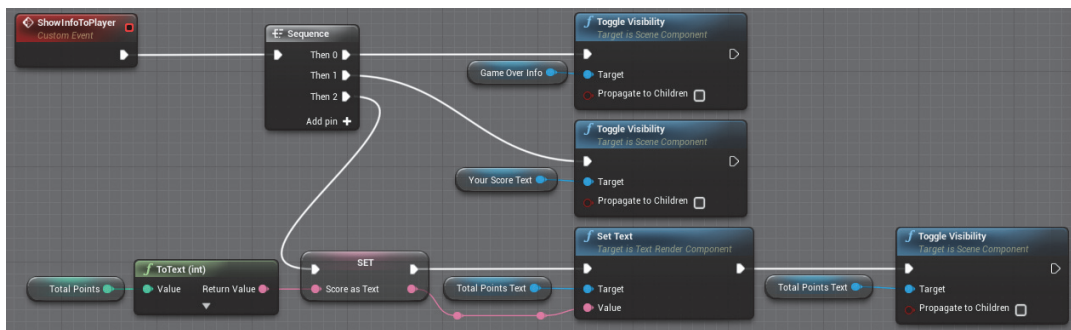 ShowInfoToPlayer
Custom Event
Sequence
Then 0
Then 1
Then 2
Add pin
f Toggle Visibility
Target is Scene Component
Game Over Info
Target
Propagate to Children
f Toggle Visibility
Target is Scene Component
Your Score Text
Target
Propagate to Children
Total Points
f ToText (int)
Value Return Value
SET
Score as Text
f Set Text
Target is Text Render Component
Total Points Text
Target
Value
f Toggle Visibility
Target is Scene Component
Total Points Text
Target
Propagate to Children